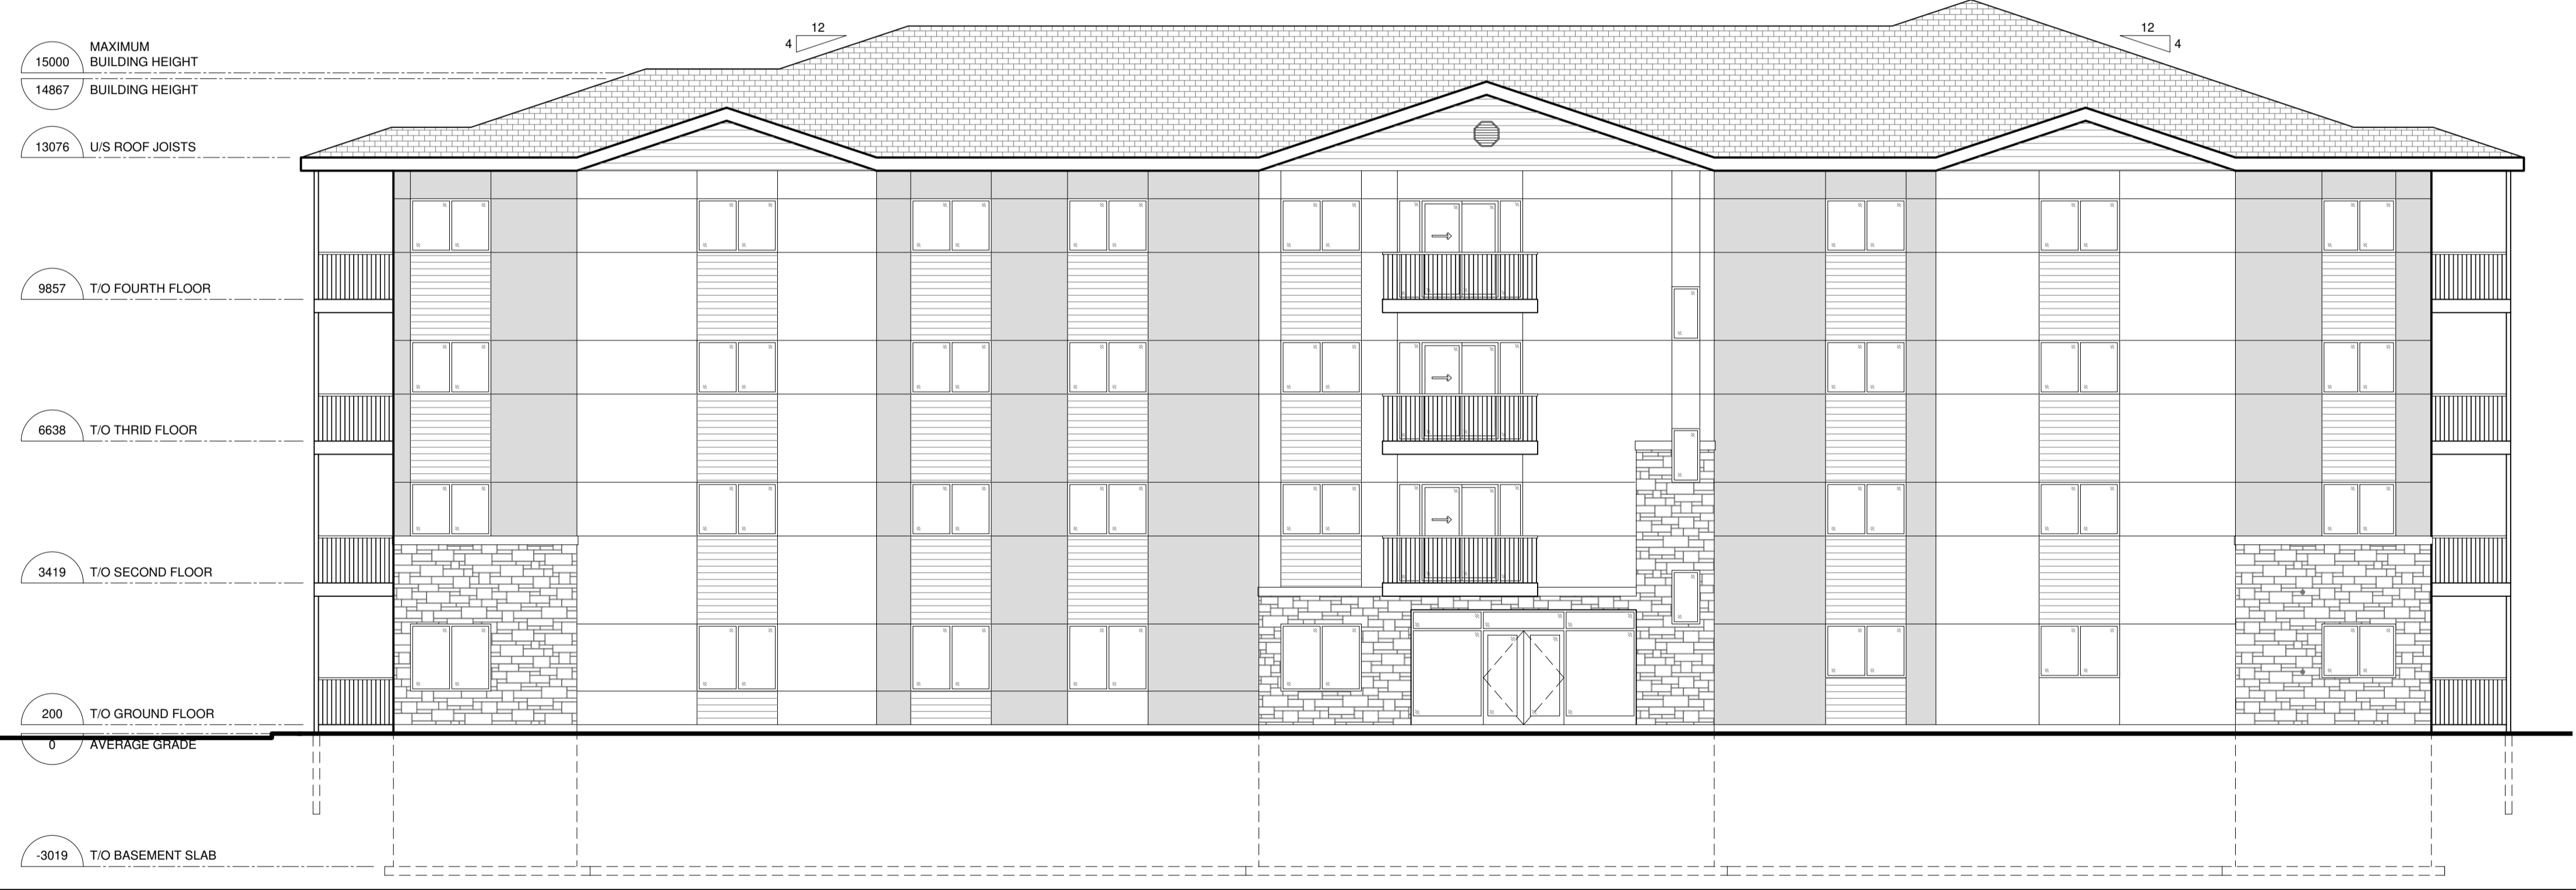 12
4
12
4
MAXIMUM
15000 BUILDING HEIGHT
14867 BUILDING HEIGHT
13076 U/S ROOF JOISTS
9857 T/O FOURTH FLOOR
6638 T/O THRID FLOOR
3419 T/O SECOND FLOOR
200 T/O GROUND FLOOR
0 AVERAGE GRADE
-3019 T/O BASEMENT SLAB